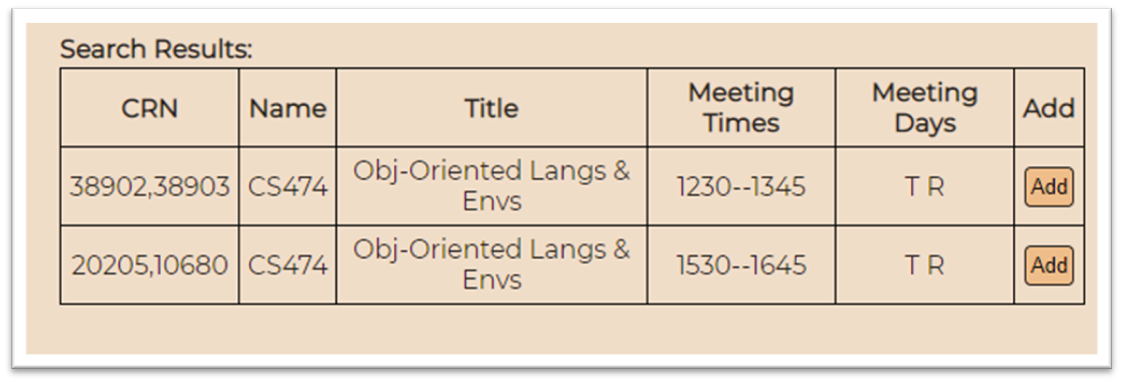 Search Results:
CRN Name Title Meeting Times Meeting Days Add
38902,38903 CS474 Obj-Oriented Langs & Envs 1230--1345 T R Add
20205,10680 CS474 Obj-Oriented Langs & Envs 1530--1645 T R Add